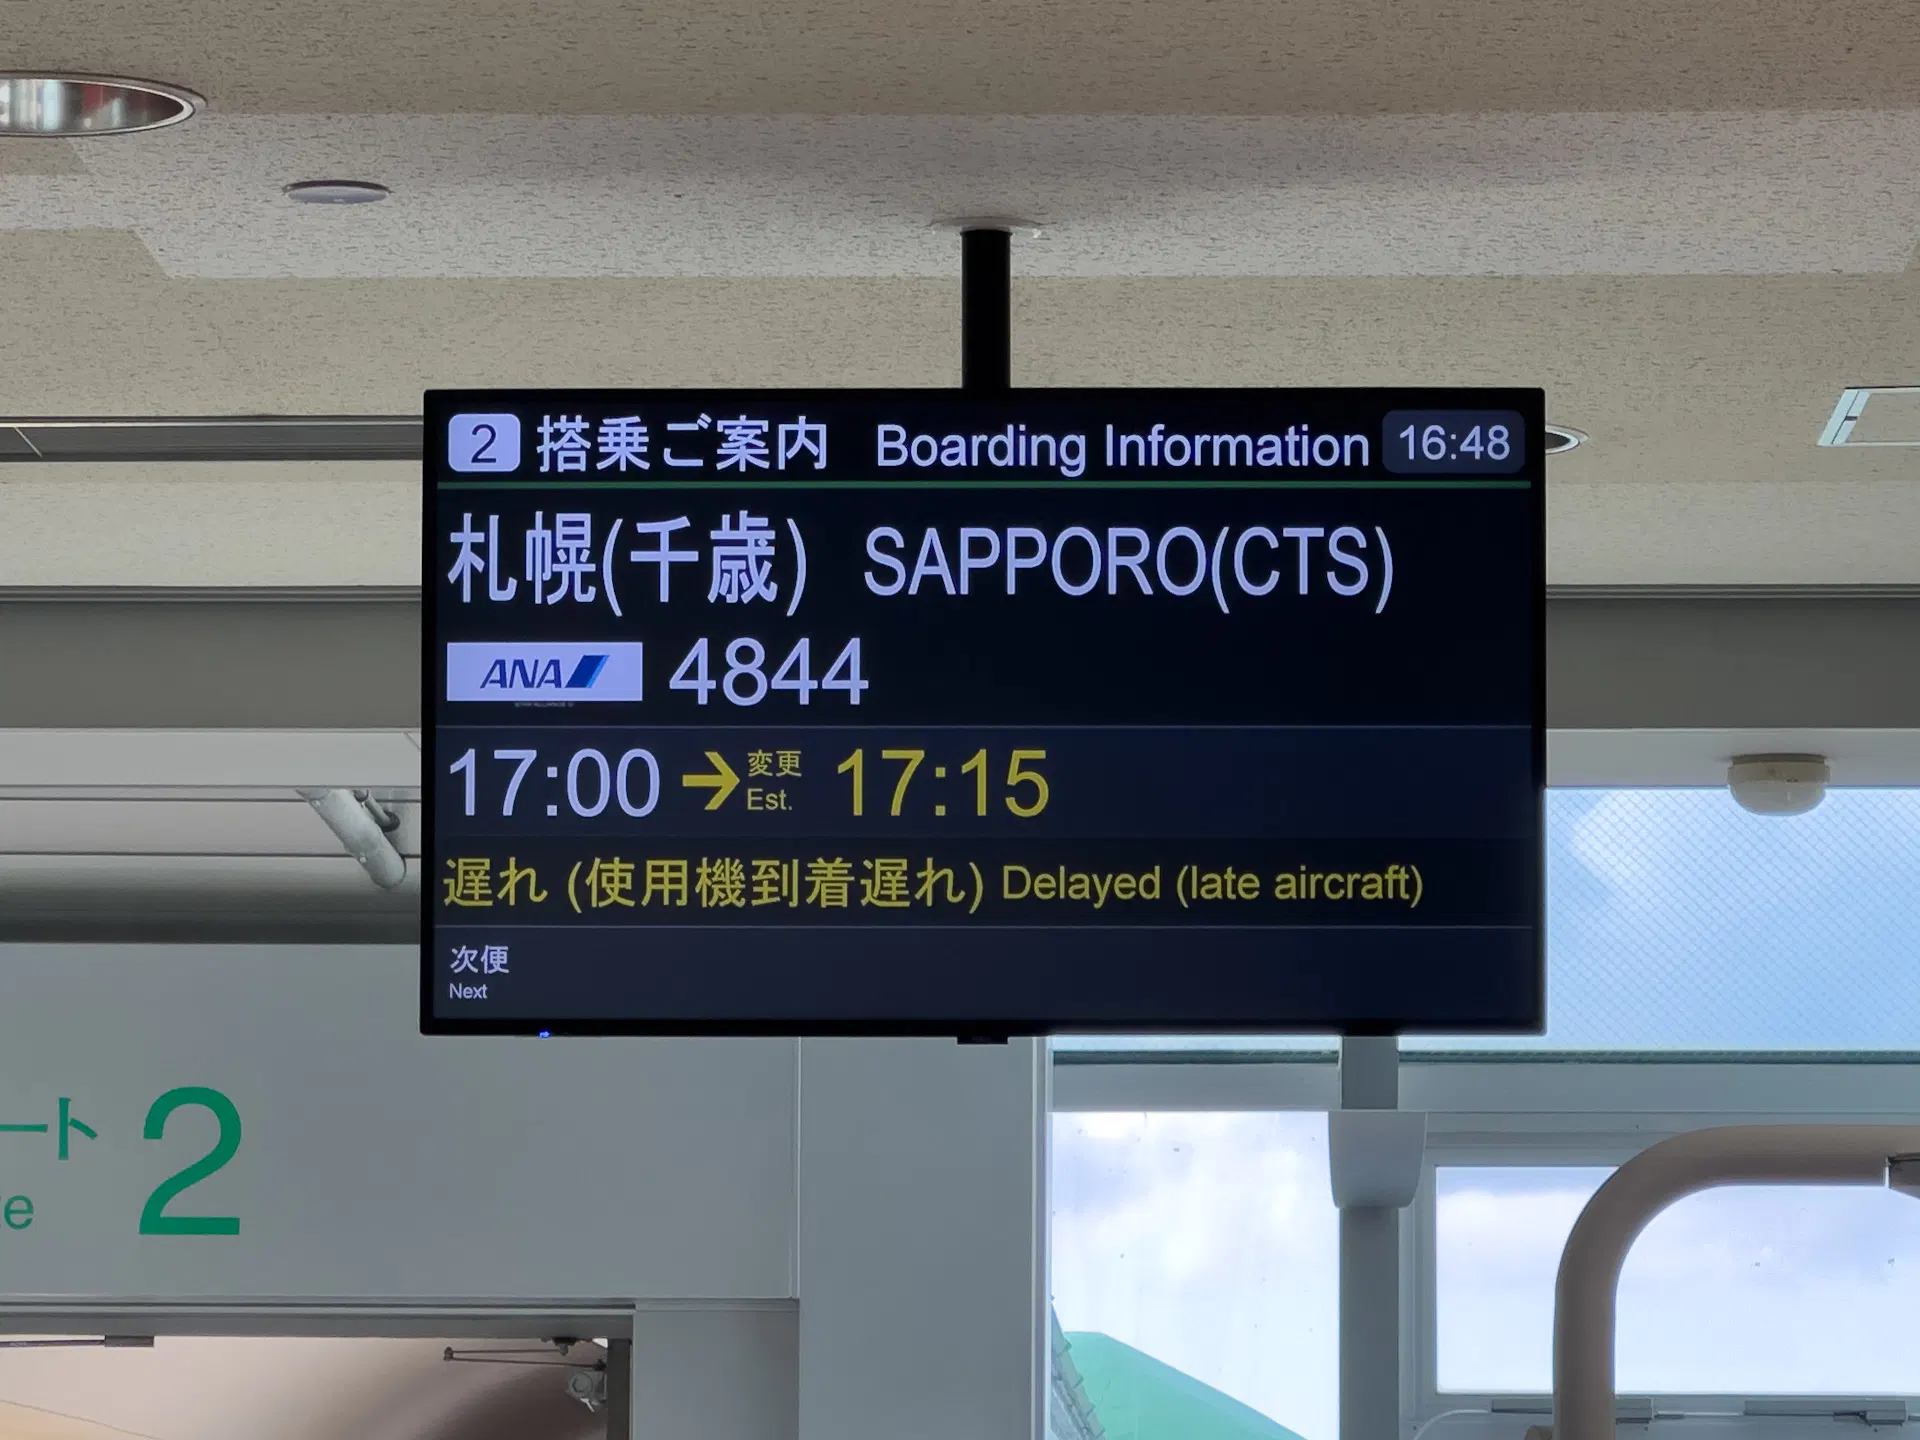 2 搭乗ご案内 Boarding Information 16:48
札幌(千歳) SAPPORO(CTS)
ANA 4844
17:00 → 変更 Est. 17:15
遅れ (使用機到着遅れ) Delayed (late aircraft)
次便
Next
ート 2
te